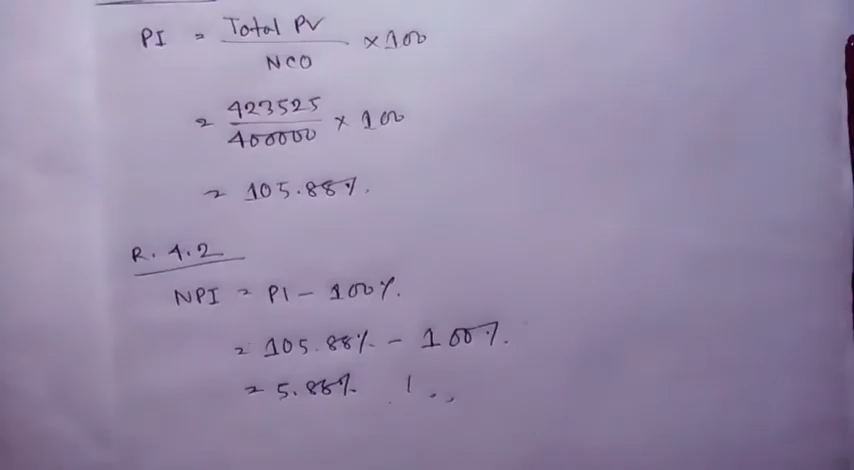 PI = Total PV / NCO × 100
= 423525 / 400000 × 100
= 105.88%.
R. 4.2
NPI = PI - 100%.
= 105.88% - 100%.
= 5.88%